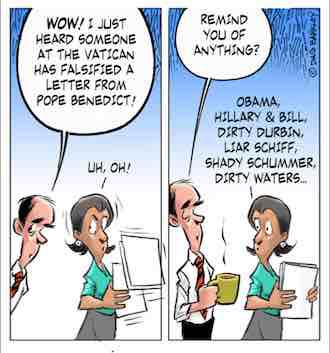 WOW! I JUST
HEARD SOMEONE
AT THE VATICAN
HAS FALSIFIED A
LETTER FROM
POPE BENEDICT!
UH, OH!
REMIND
YOU OF
ANYTHING?
OBAMA,
HILLARY & BILL,
DIRTY DURBIN,
LIAR SCHIFF,
SHADY SCHUMMER,
DIRTY WATERS...